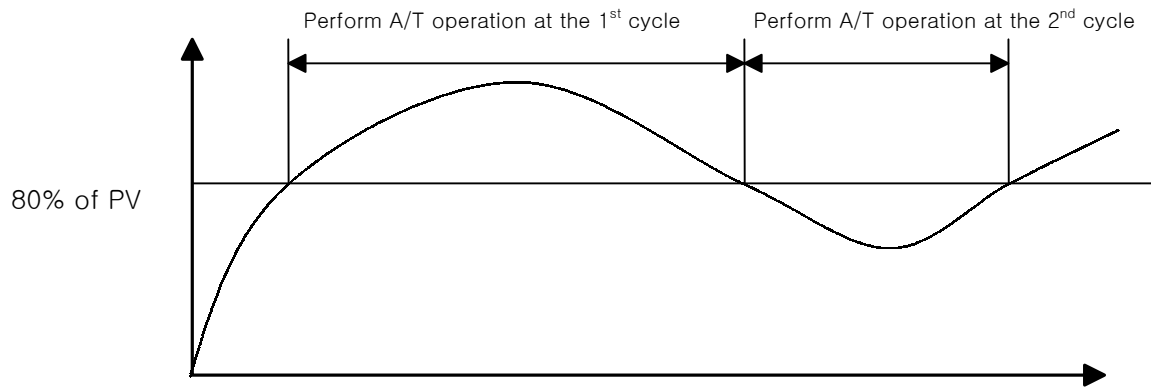 Perform A/T operation at the 1st cycle
Perform A/T operation at the 2nd cycle
80% of PV